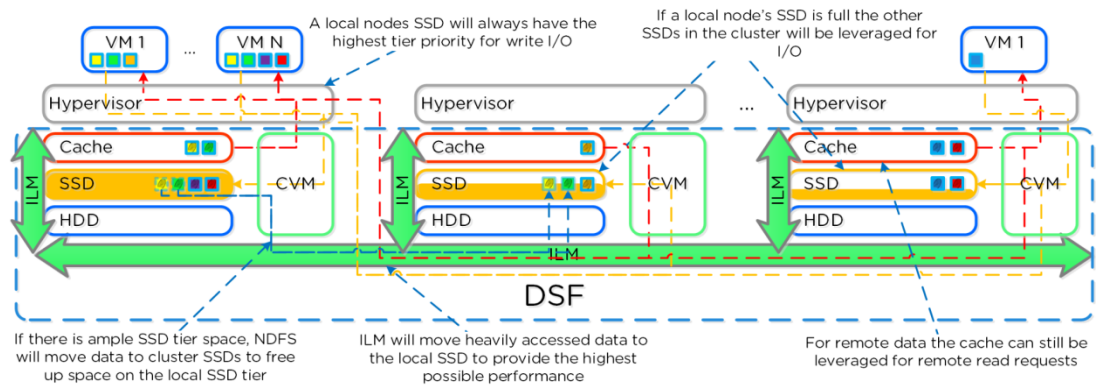 A local nodes SSD will always have the
highest tier priority for write I/O
If a local node's SSD is full the other
SSDs in the cluster will be leveraged for
I/O
VM 1
...
VM N
VM 1
Hypervisor
Hypervisor
...
Hypervisor
ILM
Cache
SSD
HDD
CVM
ILM
Cache
SSD
HDD
CVM
ILM
Cache
SSD
HDD
CVM
ILM
DSF
If there is ample SSD tier space, NDFS
will move data to cluster SSDs to free
up space on the local SSD tier
ILM will move heavily accessed data to
the local SSD to provide the highest
possible performance
For remote data the cache can still be
leveraged for remote read requests